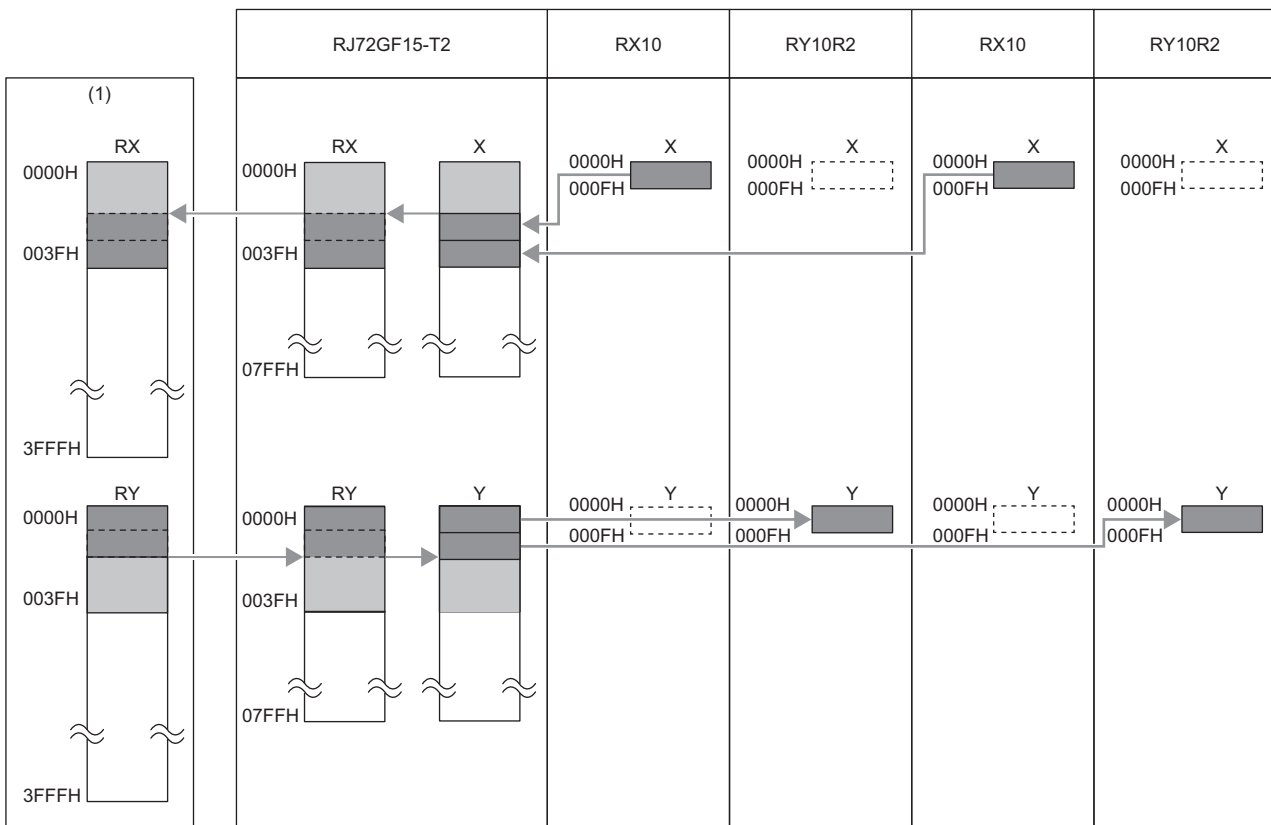 RJ72GF15-T2 RX10 RY10R2 RX10 RY10R2
(1)
RX RX X X X X X
0000H 0000H 0000H 0000H 0000H 0000H
000FH 000FH 000FH 000FH
003FH 003FH
07FFH
3FFFH
RY RY Y Y Y Y Y
0000H 0000H 0000H 0000H 0000H 0000H
000FH 000FH 000FH 000FH
003FH 003FH
07FFH
3FFFH